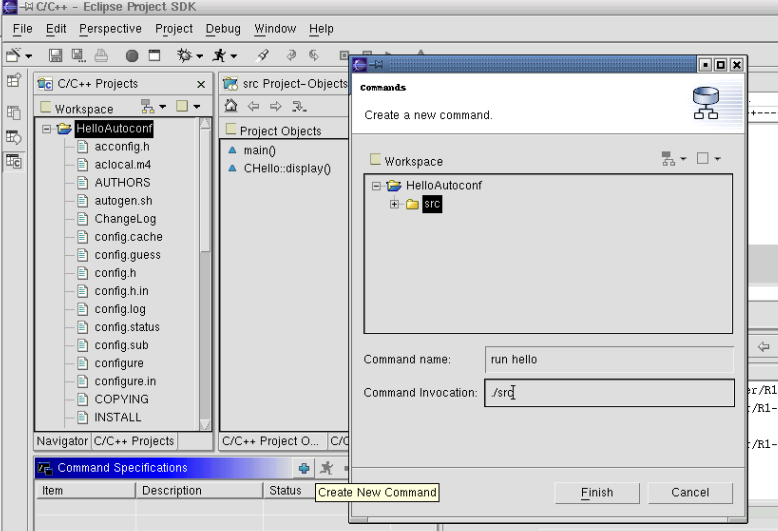 C/C++ - Eclipse Project SDK
File Edit Perspective Project Debug Window Help
C/C++ Projects
Workspace
HelloAutoconf
acconfig.h
aclocal.m4
AUTHORS
autogen.sh
ChangeLog
config.cache
config.guess
config.h
config.h.in
config.log
config.status
config.sub
configure
configure.in
COPYING
INSTALL
Navigator C/C++ Projects
src Project-Objects
Project Objects
main()
CHello::display()
C/C++ Project O... C/C
Commands
Create a new command.
Workspace
HelloAutoconf
src
Command name: run hello
Command Invocation: ./src
Finish Cancel
er/R1
r/R1-
r/R1-
Command Specifications
Item Description Status
Create New Command